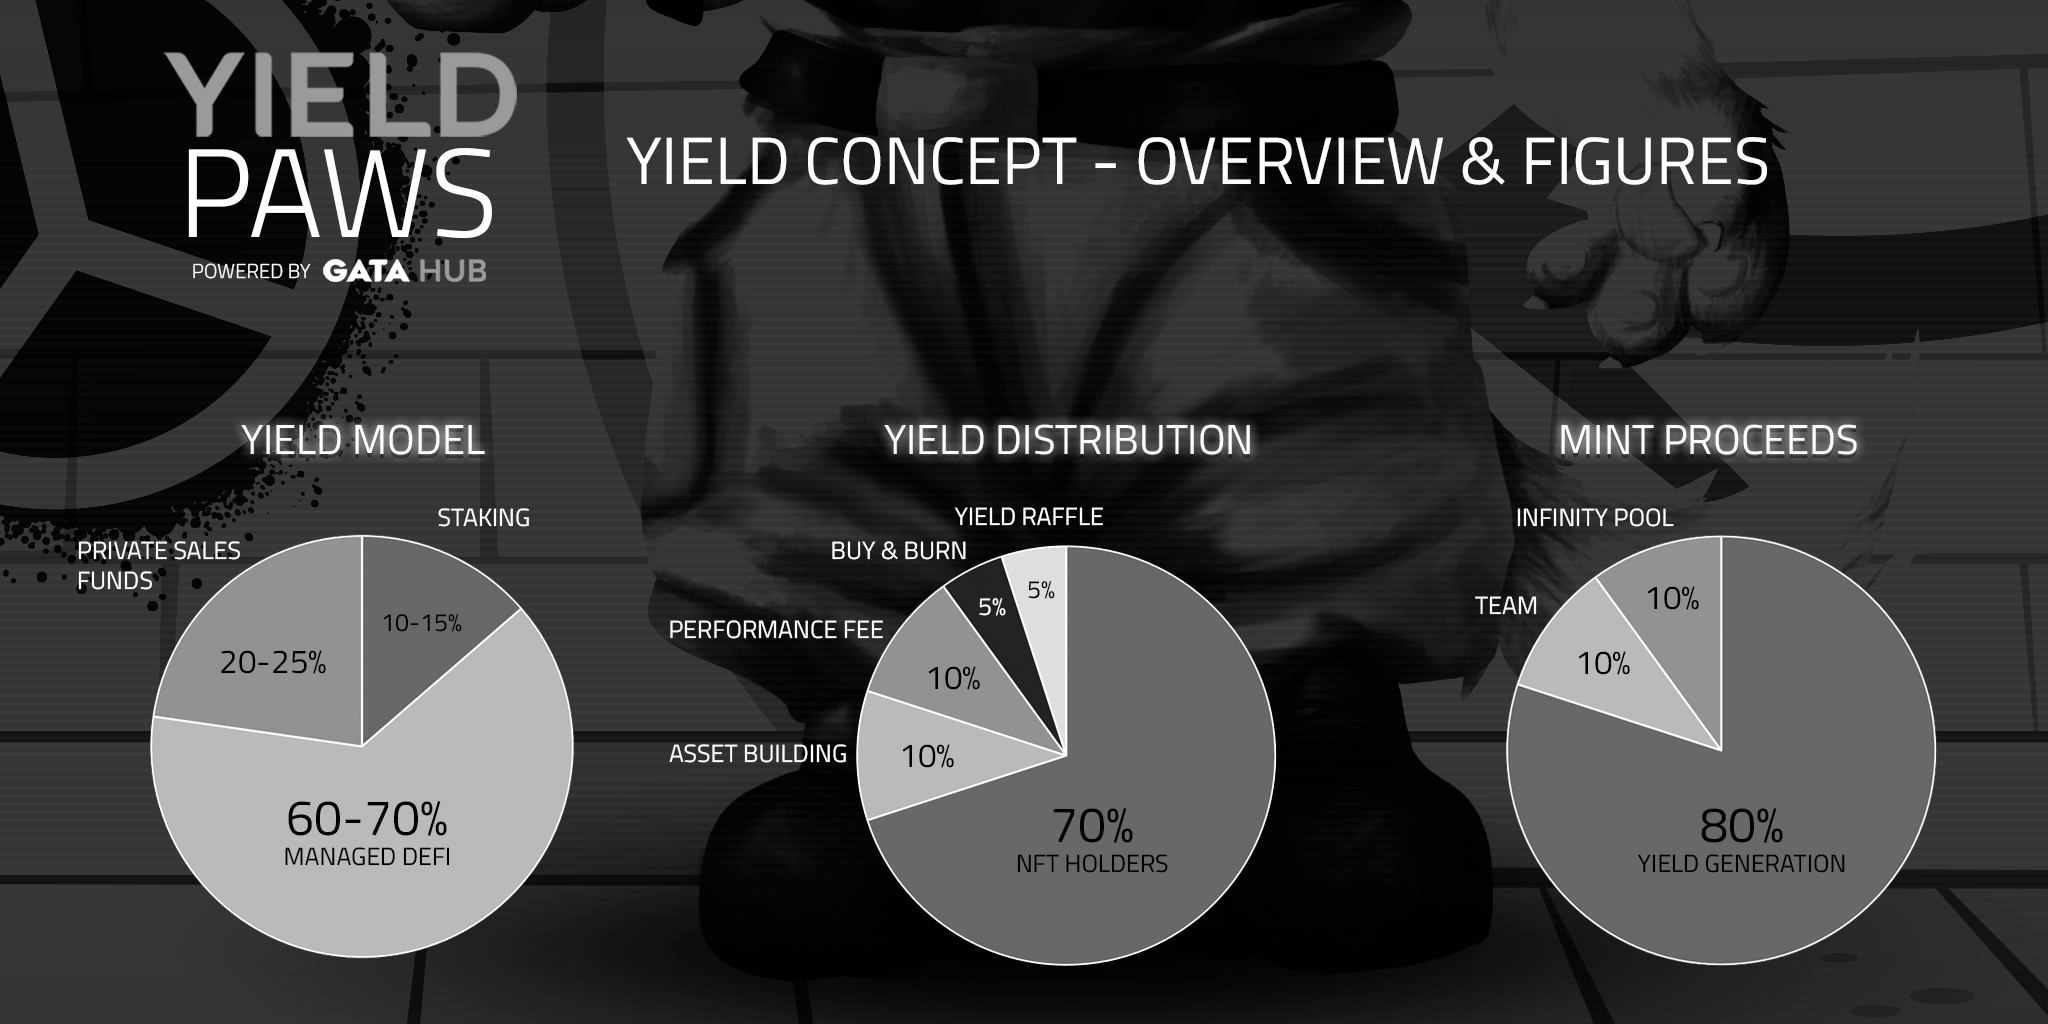 YIELD
PAWS
POWERED BY GATA HUB
YIELD CONCEPT - OVERVIEW & FIGURES
YIELD MODEL
STAKING
PRIVATE SALES
FUNDS
10-15%
20-25%
60-70%
MANAGED DEFI
YIELD DISTRIBUTION
YIELD RAFFLE
BUY & BURN
5%
5%
PERFORMANCE FEE
10%
ASSET BUILDING
10%
70%
NFT HOLDERS
MINT PROCEEDS
INFINITY POOL
10%
TEAM
10%
80%
YIELD GENERATION